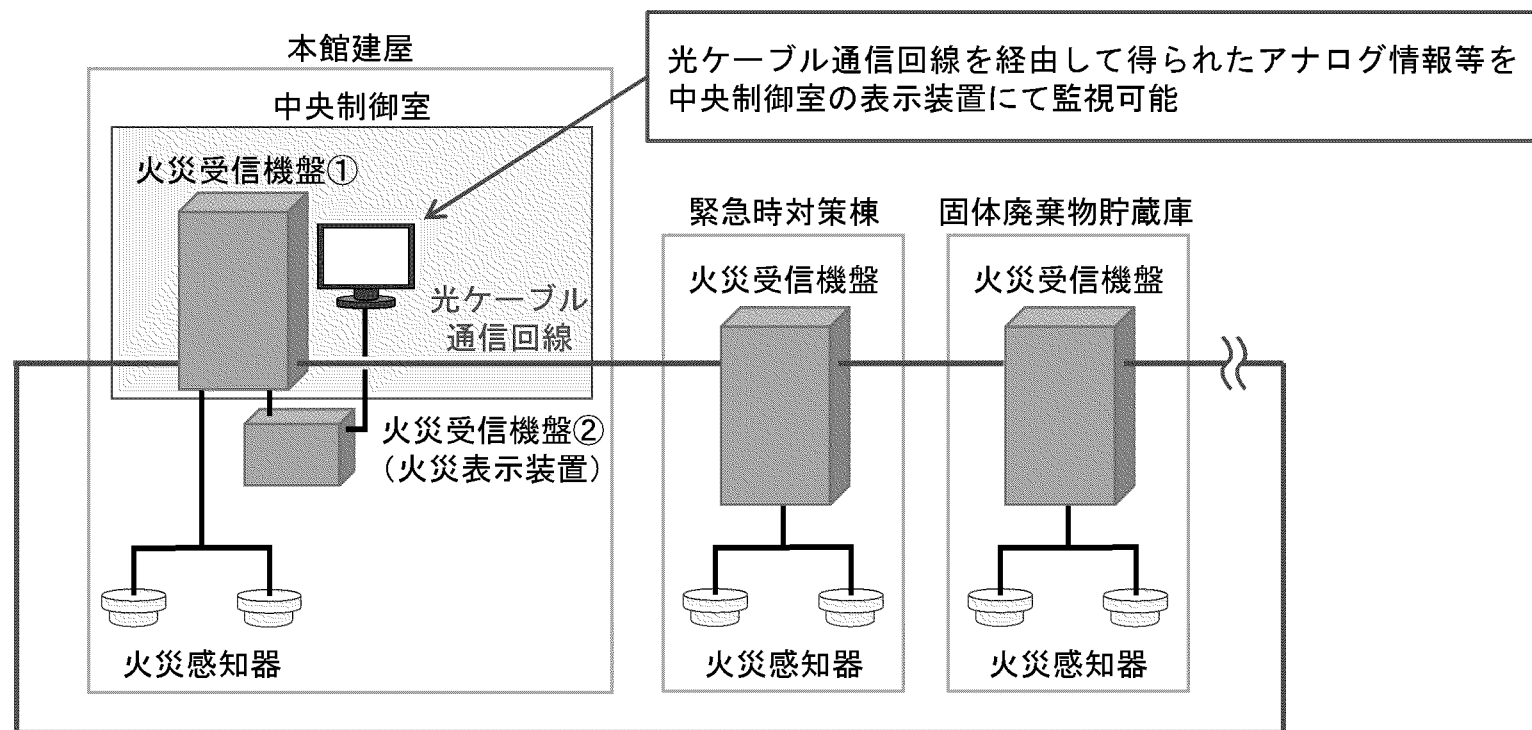 本館建屋
中央制御室
火災受信機盤①
光ケーブル
通信回線
火災受信機盤②
（火災表示装置）
火災感知器
光ケーブル通信回線を経由して得られたアナログ情報等を
中央制御室の表示装置にて監視可能
緊急時対策棟
火災受信機盤
火災感知器
固体廃棄物貯蔵庫
火災受信機盤
火災感知器